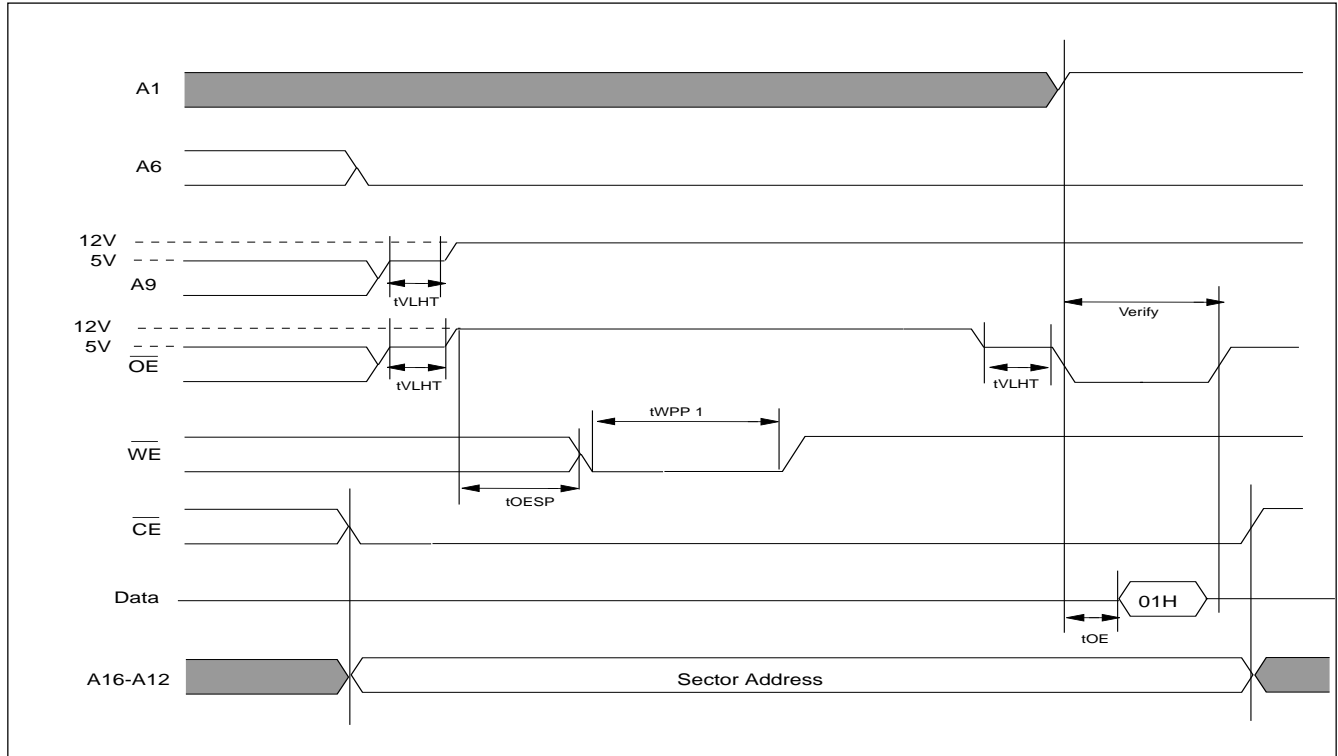 A1
A6
12V
5V
A9
tVLHT
12V
5V
OE
tVLHT
tVLHT
Verify
tWPP 1
WE
tOESP
CE
Data
01H
tOE
A16-A12
Sector Address